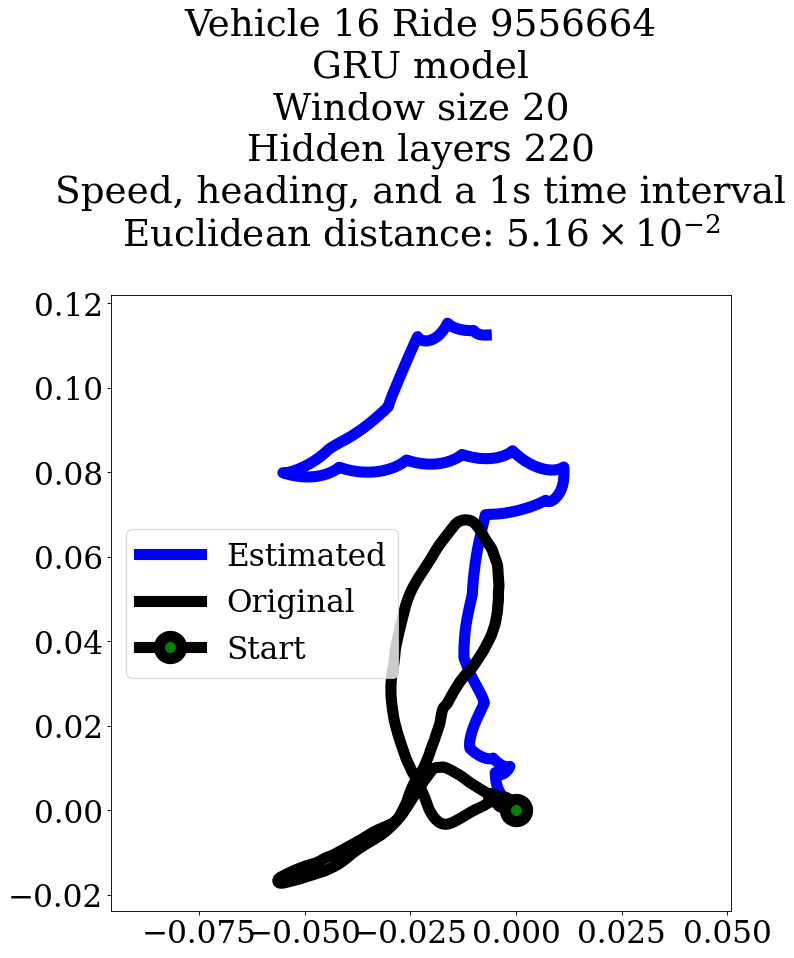 Vehicle 16 Ride 9556664
GRU model
Window size 20
Hidden layers 220
Speed, heading, and a 1s time interval
Euclidean distance: 5.16 × 10⁻²
0.12
0.10
0.08
0.06
0.04
0.02
0.00
−0.02
Estimated
Original
Start
−0.075 −0.050 −0.025 0.000 0.025 0.050